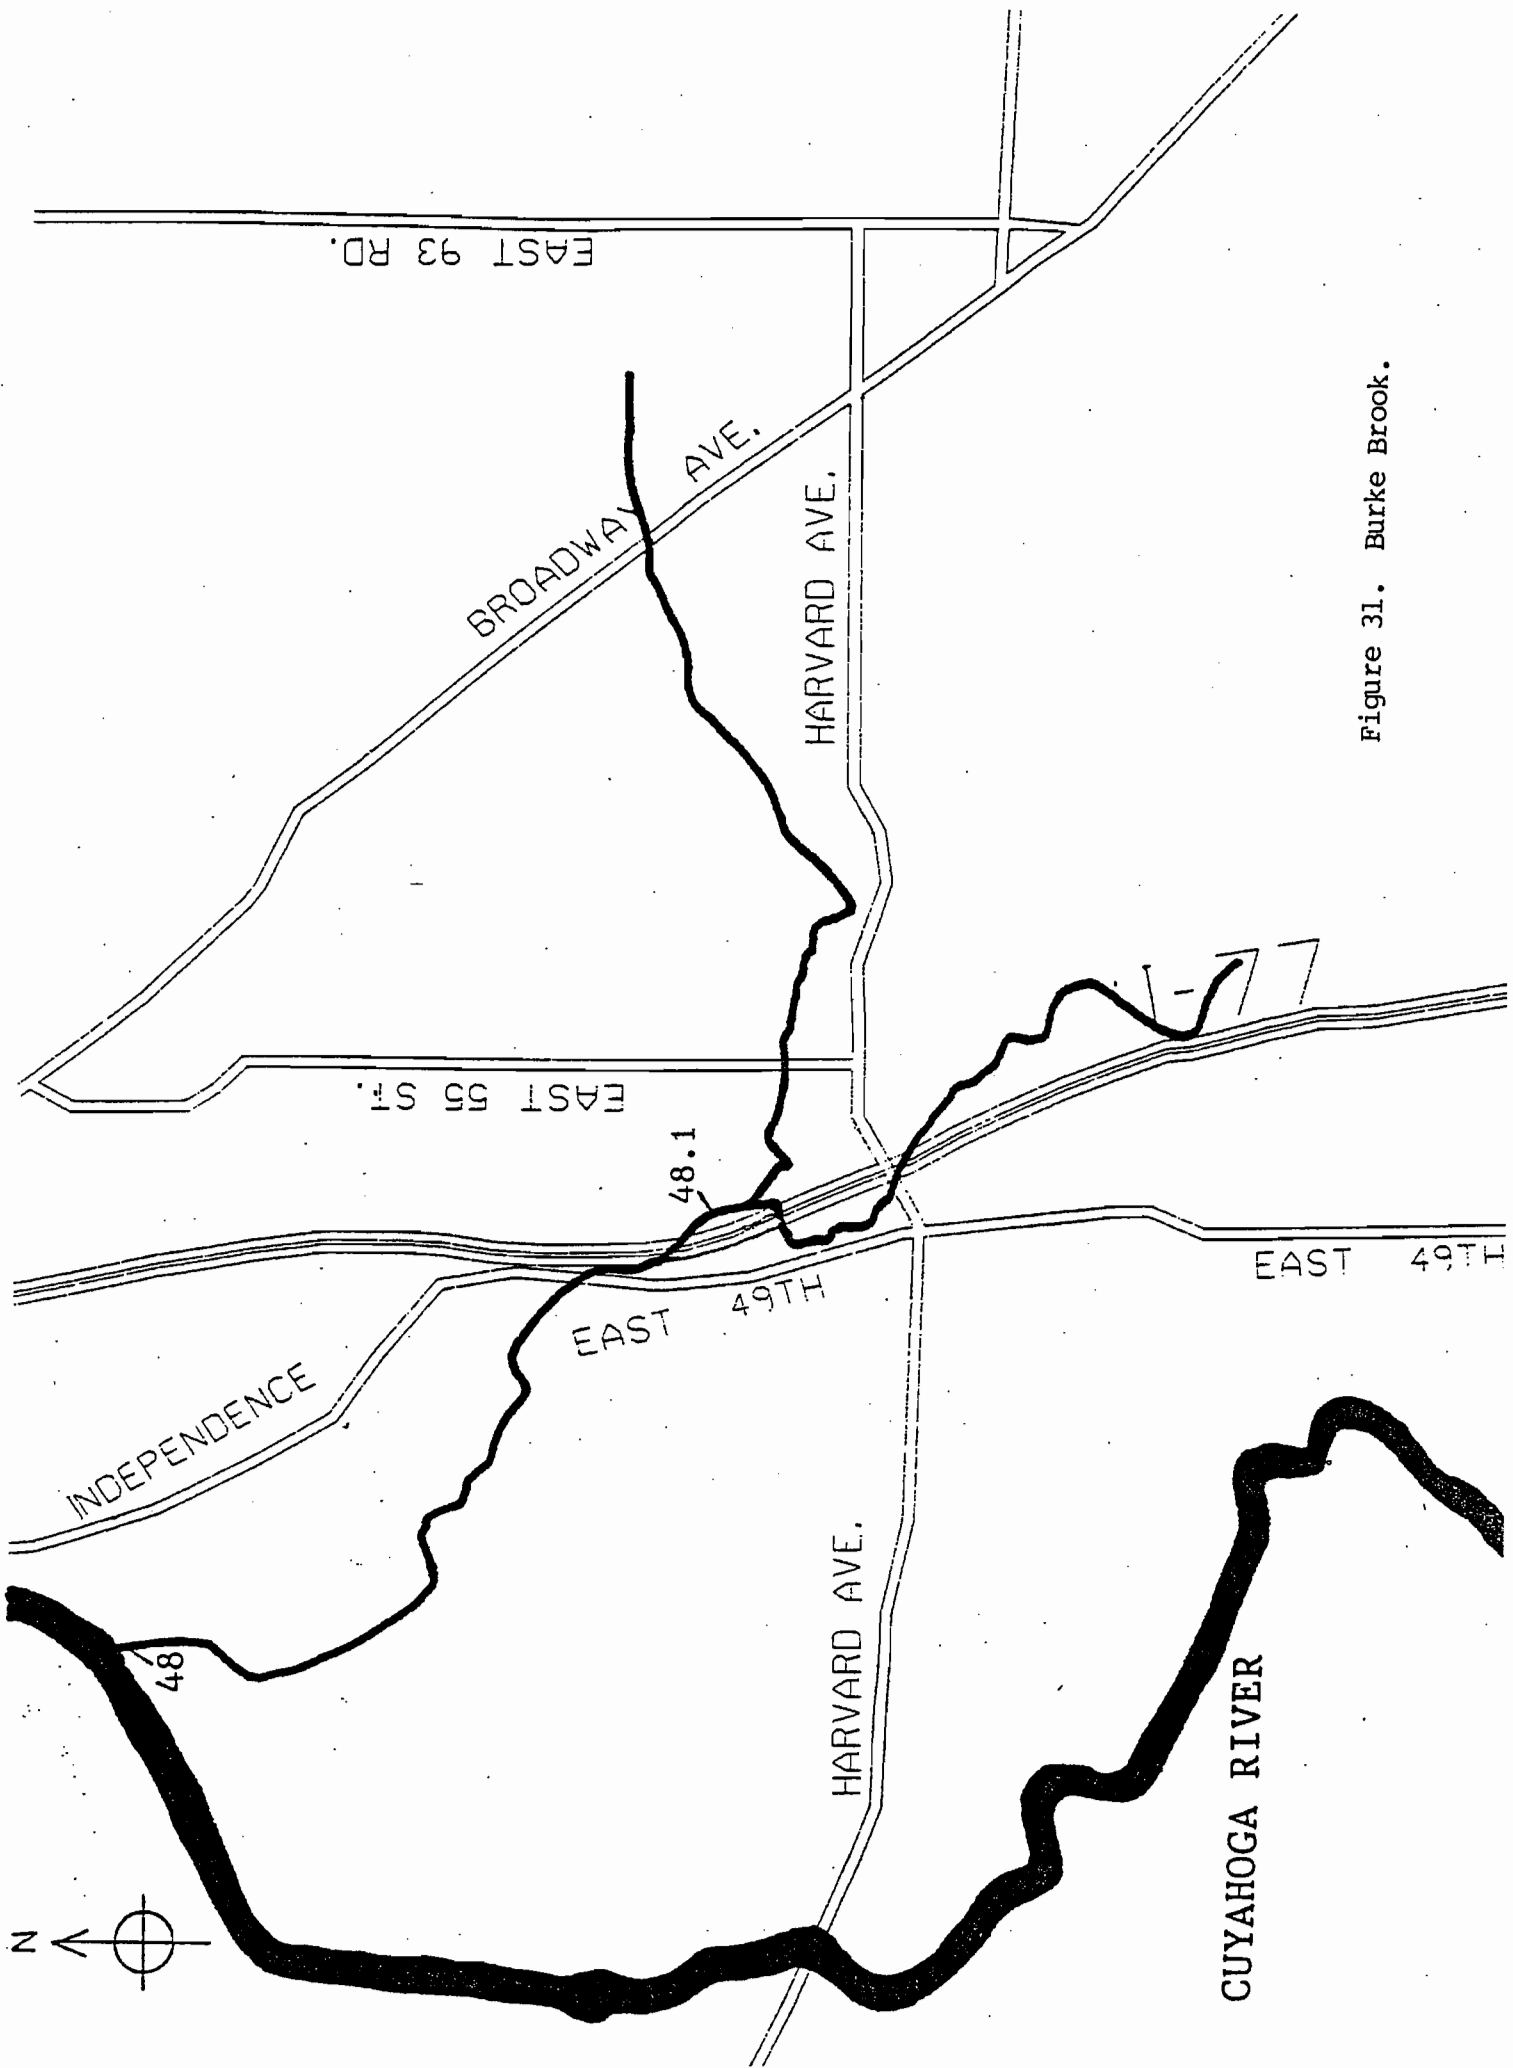 N
EAST 93 RD.
BROADWAY AVE.
HARVARD AVE.
EAST 55 ST.
48.1
I-77
EAST 49TH
EAST 49TH
INDEPENDENCE
48
HARVARD AVE.
CUYAHOGA RIVER
Figure 31. Burke Brook.